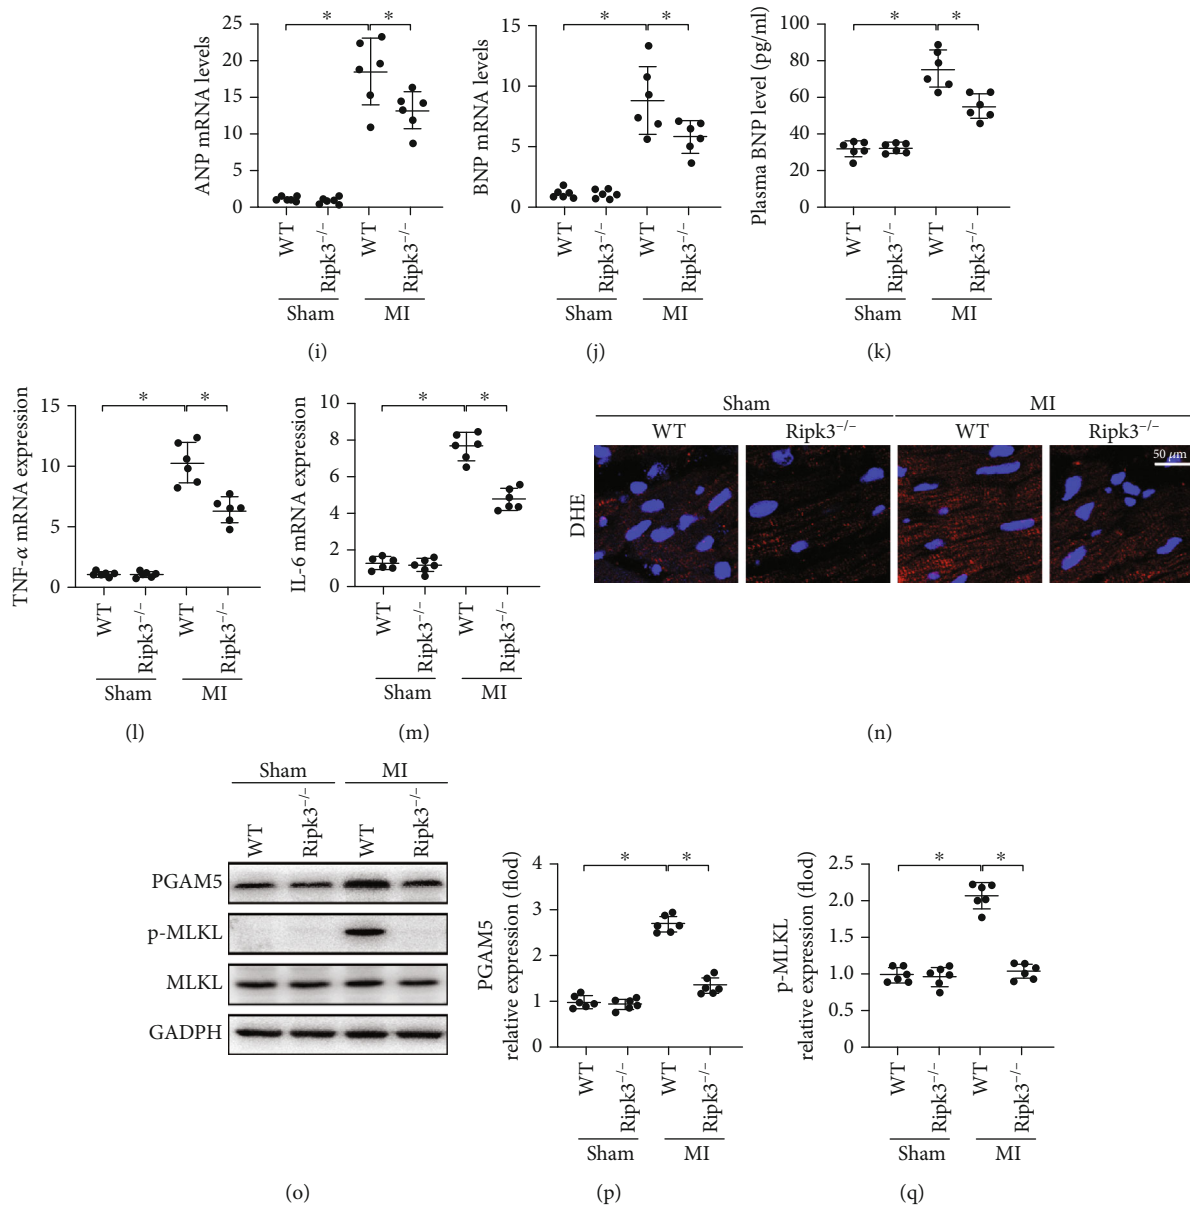 ANP mRNA levels
25
20
15
10
5
0
* *
WT
Ripk3−/−
WT
Ripk3−/−
Sham MI
(i)
BNP mRNA levels
15
10
5
0
* *
WT
Ripk3−/−
WT
Ripk3−/−
Sham MI
(j)
Plasma BNP level (pg/ml)
100
80
60
40
20
0
* *
WT
Ripk3−/−
WT
Ripk3−/−
Sham MI
(k)
TNF-α mRNA expression
15
10
5
0
* *
WT
Ripk3−/−
WT
Ripk3−/−
Sham MI
(l)
IL-6 mRNA expression
10
8
6
4
2
0
* *
WT
Ripk3−/−
WT
Ripk3−/−
Sham MI
(m)
Sham MI
WT Ripk3−/− WT Ripk3−/−
50 μm
DHE
(n)
Sham MI
WT
Ripk3−/−
WT
Ripk3−/−
PGAM5
p-MLKL
MLKL
GADPH
(o)
PGAM5
relative expression (flod)
4
3
2
1
0
* *
WT
Ripk3−/−
WT
Ripk3−/−
Sham MI
(p)
p-MLKL
relative expression (flod)
2.5
2.0
1.5
1.0
0.5
0.0
* *
WT
Ripk3−/−
WT
Ripk3−/−
Sham MI
(q)